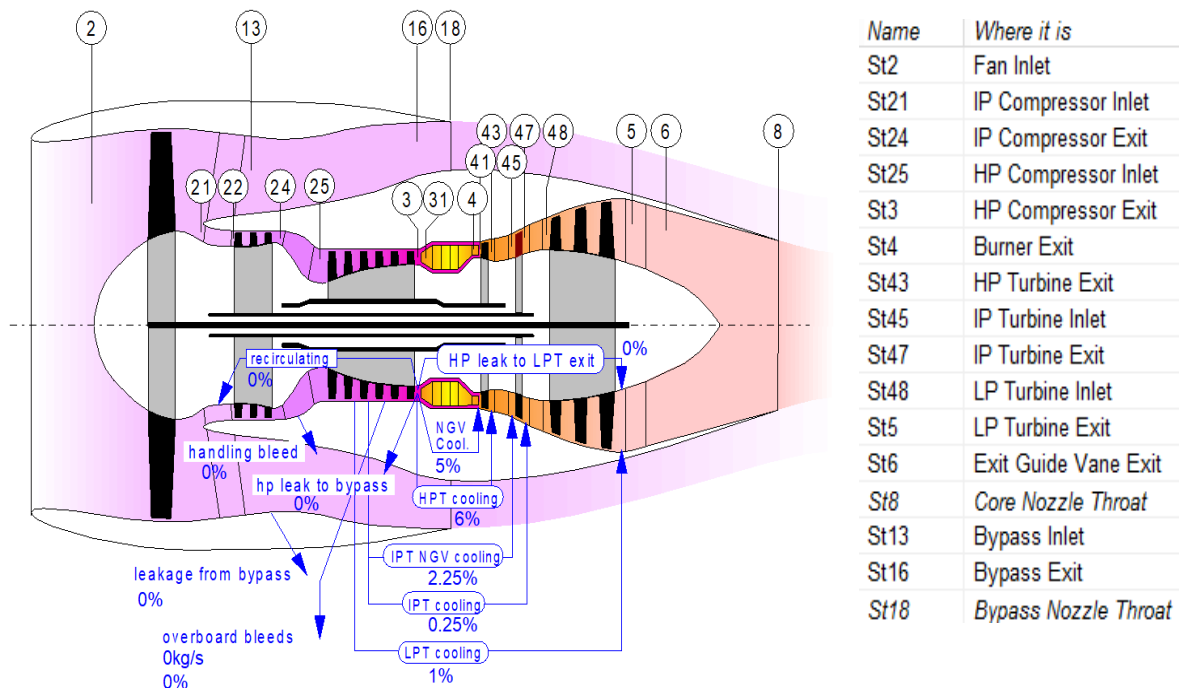 2
13
16
18
43
47
48
5
6
8
41
45
21
22
24
25
3
31
4
recirculating
0%
HP leak to LPT exit
0%
NGV
Cool.
5%
handling bleed
0%
hp leak to bypass
0%
HPT cooling
6%
IPT NGV cooling
2.25%
leakage from bypass
0%
IPT cooling
0.25%
overboard bleeds
0kg/s
0%
LPT cooling
1%
Name Where it is
St2 Fan Inlet
St21 IP Compressor Inlet
St24 IP Compressor Exit
St25 HP Compressor Inlet
St3 HP Compressor Exit
St4 Burner Exit
St43 HP Turbine Exit
St45 IP Turbine Inlet
St47 IP Turbine Exit
St48 LP Turbine Inlet
St5 LP Turbine Exit
St6 Exit Guide Vane Exit
St8 Core Nozzle Throat
St13 Bypass Inlet
St16 Bypass Exit
St18 Bypass Nozzle Throat